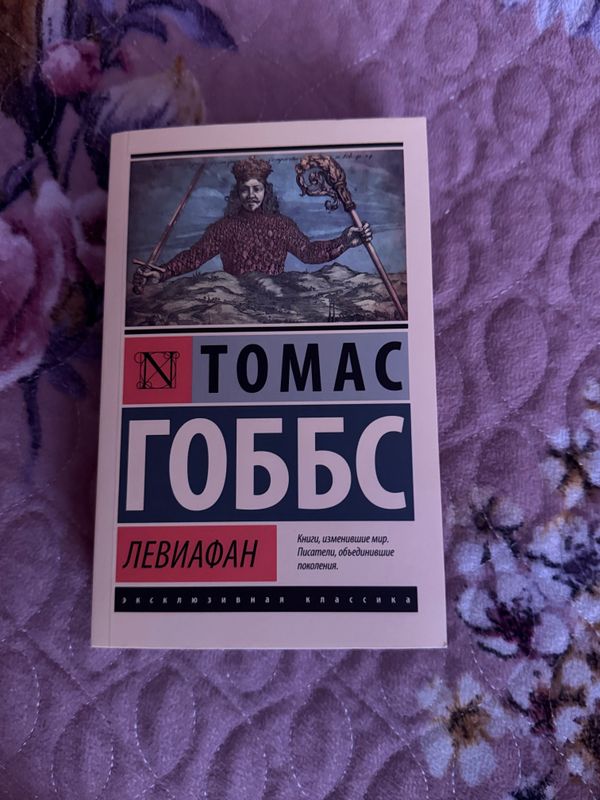 N
ТОМАС
ГОББС
ЛЕВИАФАН
Книги, изменившие мир.
Писатели, объединившие
поколения.
эксклюзивная классика